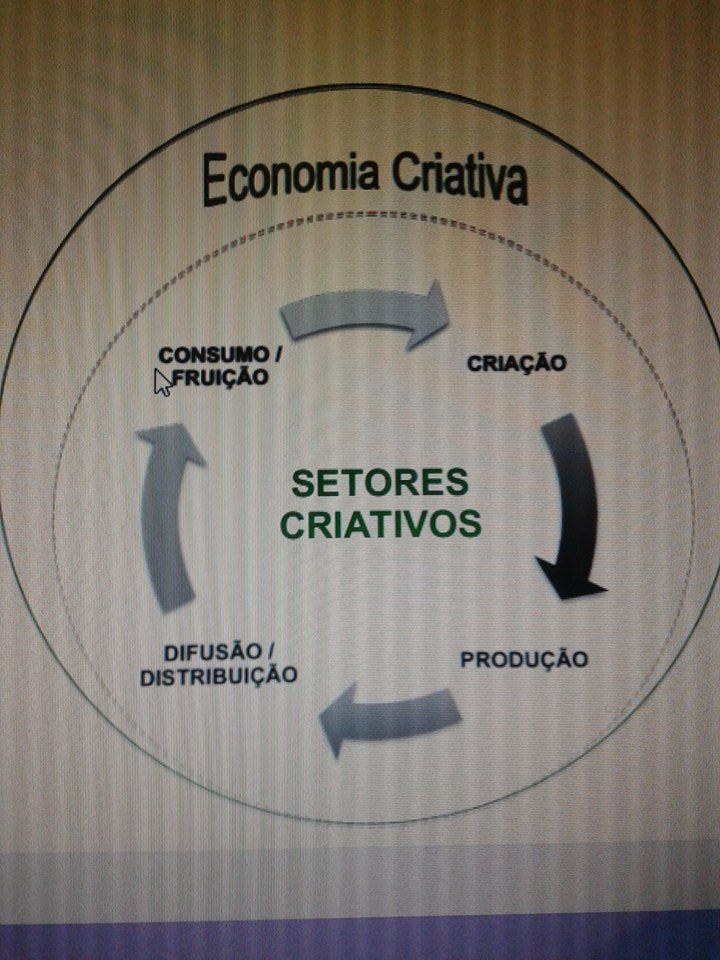 Economia Criativa
CONSUMO /
FRUIÇÃO
CRIAÇÃO
SETORES
CRIATIVOS
DIFUSÃO /
DISTRIBUIÇÃO
PRODUÇÃO